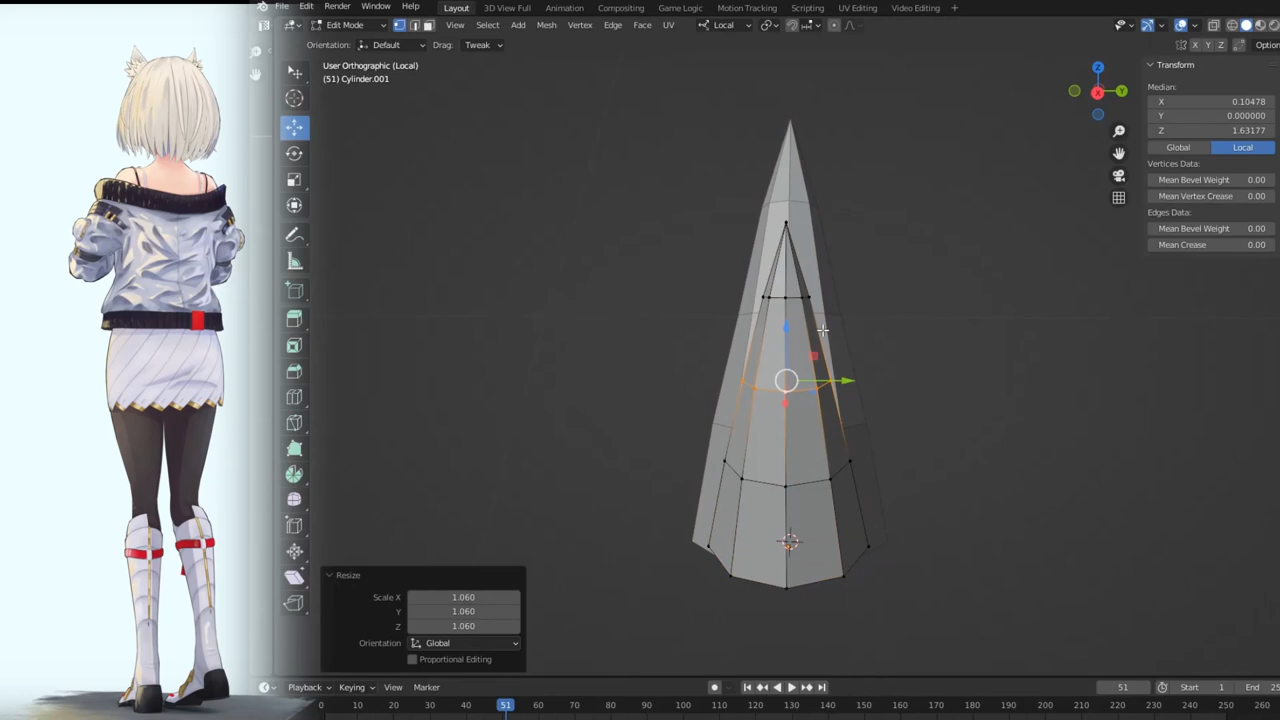 File Edit Render Window Help Layout 3D View Full Animation Compositing Game Logic Motion Tracking Scripting UV Editing Video Editing +
Edit Mode View Select Add Mesh Vertex Edge Face UV Local
Orientation: Default Drag: Tweak X Y Z
User Orthographic (Local)
(51) Cylinder.001
Z
Y
X
Transform
Median:
X 0.10478
Y 0.000000
Z 1.63177
Global Local
Vertices Data:
Mean Bevel Weight 0.00
Mean Vertex Crease 0.00
Edges Data:
Mean Bevel Weight 0.00
Mean Crease 0.00
Resize
Scale X 1.060
Y 1.060
Z 1.060
Orientation Global
Proportional Editing
Playback Keying View Marker 51 Start 1 End
0 10 20 30 40 51 60 70 80 90 100 110 120 130 140 150 160 170 180 190 200 210 220 230 240 250 260